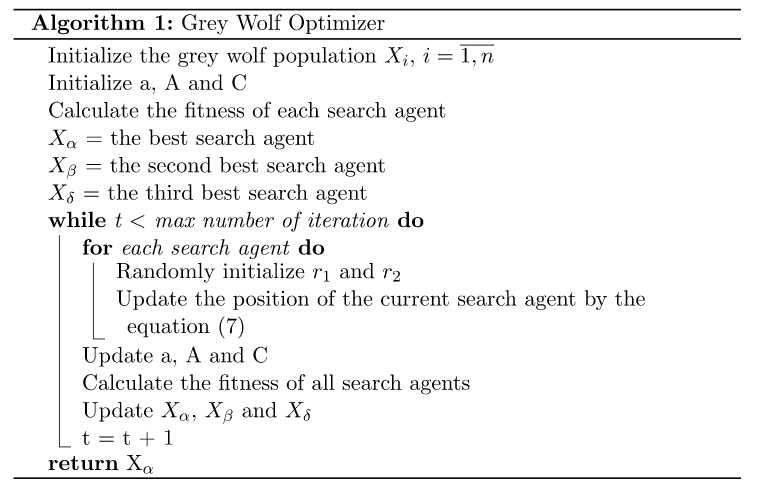 Algorithm 1: Grey Wolf Optimizer
Initialize the grey wolf population X_i, i = \overline{1, n}
Initialize a, A and C
Calculate the fitness of each search agent
X_α = the best search agent
X_β = the second best search agent
X_δ = the third best search agent
while t < max number of iteration do
for each search agent do
Randomly initialize r_1 and r_2
Update the position of the current search agent by the
equation (7)
Update a, A and C
Calculate the fitness of all search agents
Update X_α, X_β and X_δ
t = t + 1
return X_α